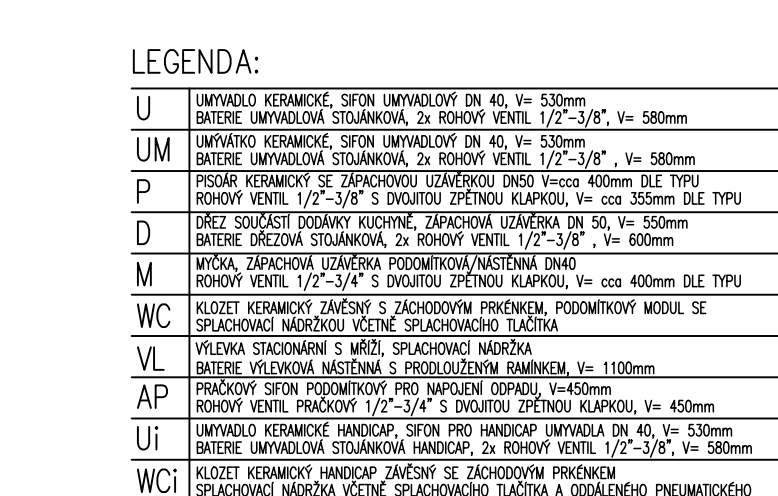 LEGENDA:
U
UMYVADLO KERAMICKÉ, SIFON UMYVADLOVÝ DN 40, V= 530mm
BATERIE UMYVADLOVÁ STOJÁNKOVÁ, 2x ROHOVÝ VENTIL 1/2"-3/8", V= 580mm
UM
UMÝVÁTKO KERAMICKÉ, SIFON UMYVADLOVÝ DN 40, V= 530mm
BATERIE UMYVADLOVÁ STOJÁNKOVÁ, 2x ROHOVÝ VENTIL 1/2"-3/8" , V= 580mm
P
PISOÁR KERAMICKÝ SE ZÁPACHOVOU UZÁVĚRKOU DN50 V=cca 400mm DLE TYPU
ROHOVÝ VENTIL 1/2"-3/8" S DVOJITOU ZPĚTNOU KLAPKOU, V= cca 355mm DLE TYPU
D
DŘEZ SOUČÁSTÍ DODÁVKY KUCHYNĚ, ZÁPACHOVÁ UZÁVĚRKA DN 50, V= 550mm
BATERIE DŘEZOVÁ STOJÁNKOVÁ, 2x ROHOVÝ VENTIL 1/2"-3/8" , V= 600mm
M
MYČKA, ZÁPACHOVÁ UZÁVĚRKA PODOMÍTKOVÁ/NÁSTĚNNÁ DN40
ROHOVÝ VENTIL 1/2"-3/4" S DVOJITOU ZPĚTNOU KLAPKOU, V= cca 400mm DLE TYPU
WC
KLOZET KERAMICKÝ ZÁVĚSNÝ S ZÁCHODOVÝM PRKÉNKEM, PODOMÍTKOVÝ MODUL SE
SPLACHOVACÍ NÁDRŽKOU VČETNĚ SPLACHOVACÍHO TLAČÍTKA
VL
VÝLEVKA STACIONÁRNÍ S MŘÍŽÍ, SPLACHOVACÍ NÁDRŽKA
BATERIE VÝLEVKOVÁ NÁSTĚNNÁ S PRODLOUŽENÝM RAMÍNKEM, V= 1100mm
AP
PRAČKOVÝ SIFON PODOMÍTKOVÝ PRO NAPOJENÍ ODPADU, V=450mm
ROHOVÝ VENTIL PRAČKOVÝ 1/2"-3/4" S DVOJITOU ZPĚTNOU KLAPKOU, V= 450mm
Ui
UMYVADLO KERAMICKÉ HANDICAP, SIFON PRO HANDICAP UMYVADLA DN 40, V= 530mm
BATERIE UMYVADLOVÁ STOJÁNKOVÁ HANDICAP, 2x ROHOVÝ VENTIL 1/2"-3/8", V= 580mm
WCi
KLOZET KERAMICKÝ HANDICAP ZÁVĚSNÝ SE ZÁCHODOVÝM PRKÉNKEM
SPLACHOVACÍ NÁDRŽKA VČETNĚ SPLACHOVACÍHO TLAČÍTKA A ODDÁLENÉHO PNEUMATICKÉHO